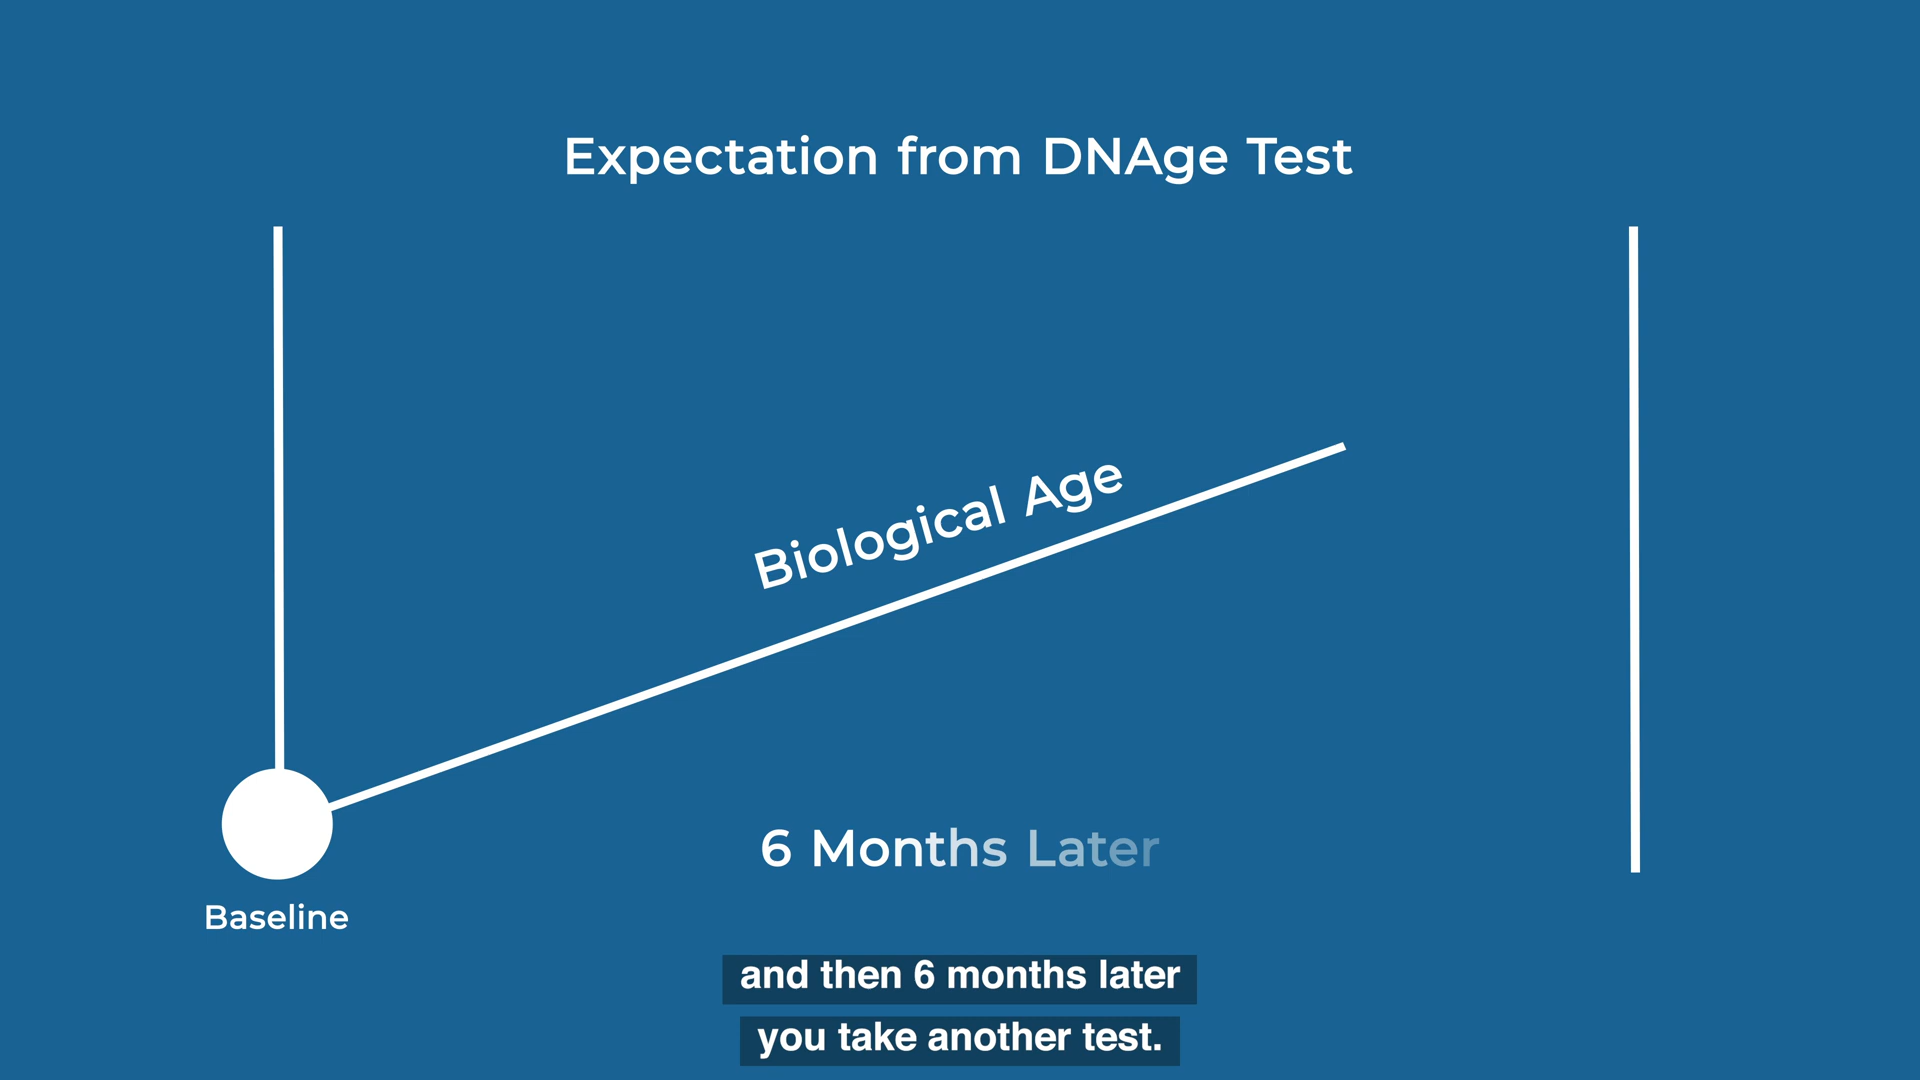 Expectation from DNAge Test
Biological Age
6 Months Later
Baseline
and then 6 months later
you take another test.